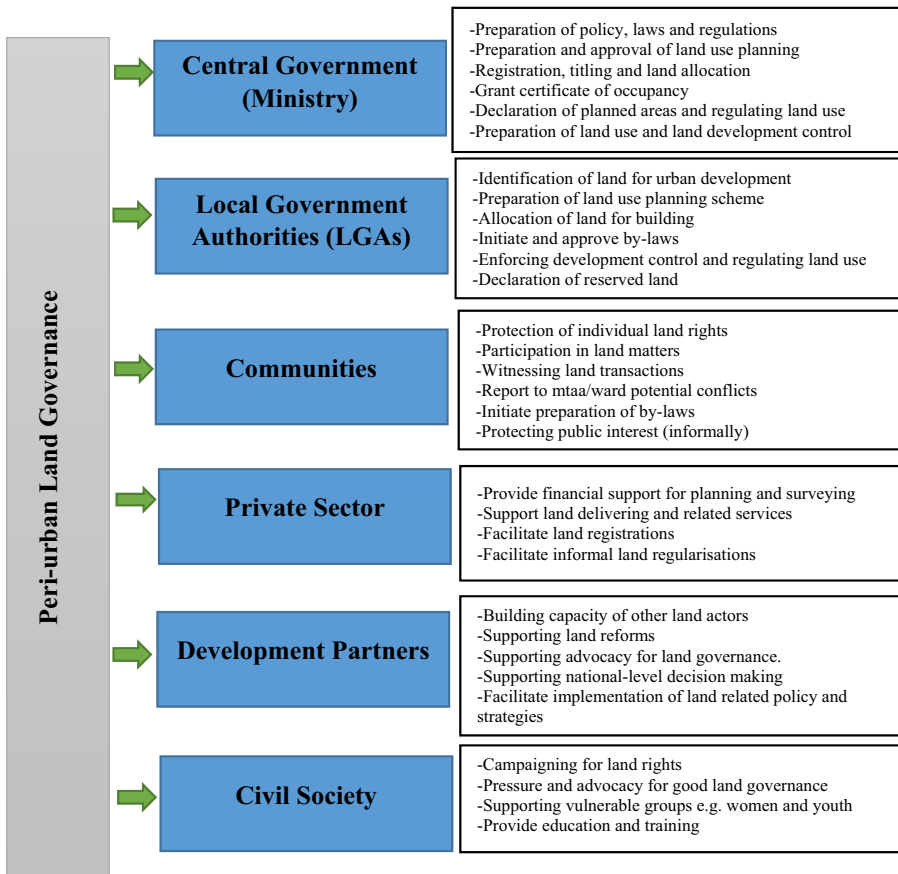 Peri-urban Land Governance
Central Government
(Ministry)
-Preparation of policy, laws and regulations
-Preparation and approval of land use planning
-Registration, titling and land allocation
-Grant certificate of occupancy
-Declaration of planned areas and regulating land use
-Preparation of land use and land development control
Local Government
Authorities (LGAs)
-Identification of land for urban development
-Preparation of land use planning scheme
-Allocation of land for building
-Initiate and approve by-laws
-Enforcing development control and regulating land use
-Declaration of reserved land
Communities
-Protection of individual land rights
-Participation in land matters
-Witnessing land transactions
-Report to mtaa/ward potential conflicts
-Initiate preparation of by-laws
-Protecting public interest (informally)
Private Sector
-Provide financial support for planning and surveying
-Support land delivering and related services
-Facilitate land registrations
-Facilitate informal land regularisations
Development Partners
-Building capacity of other land actors
-Supporting land reforms
-Supporting advocacy for land governance.
-Supporting national-level decision making
-Facilitate implementation of land related policy and
strategies
Civil Society
-Campaigning for land rights
-Pressure and advocacy for good land governance
-Supporting vulnerable groups e.g. women and youth
-Provide education and training